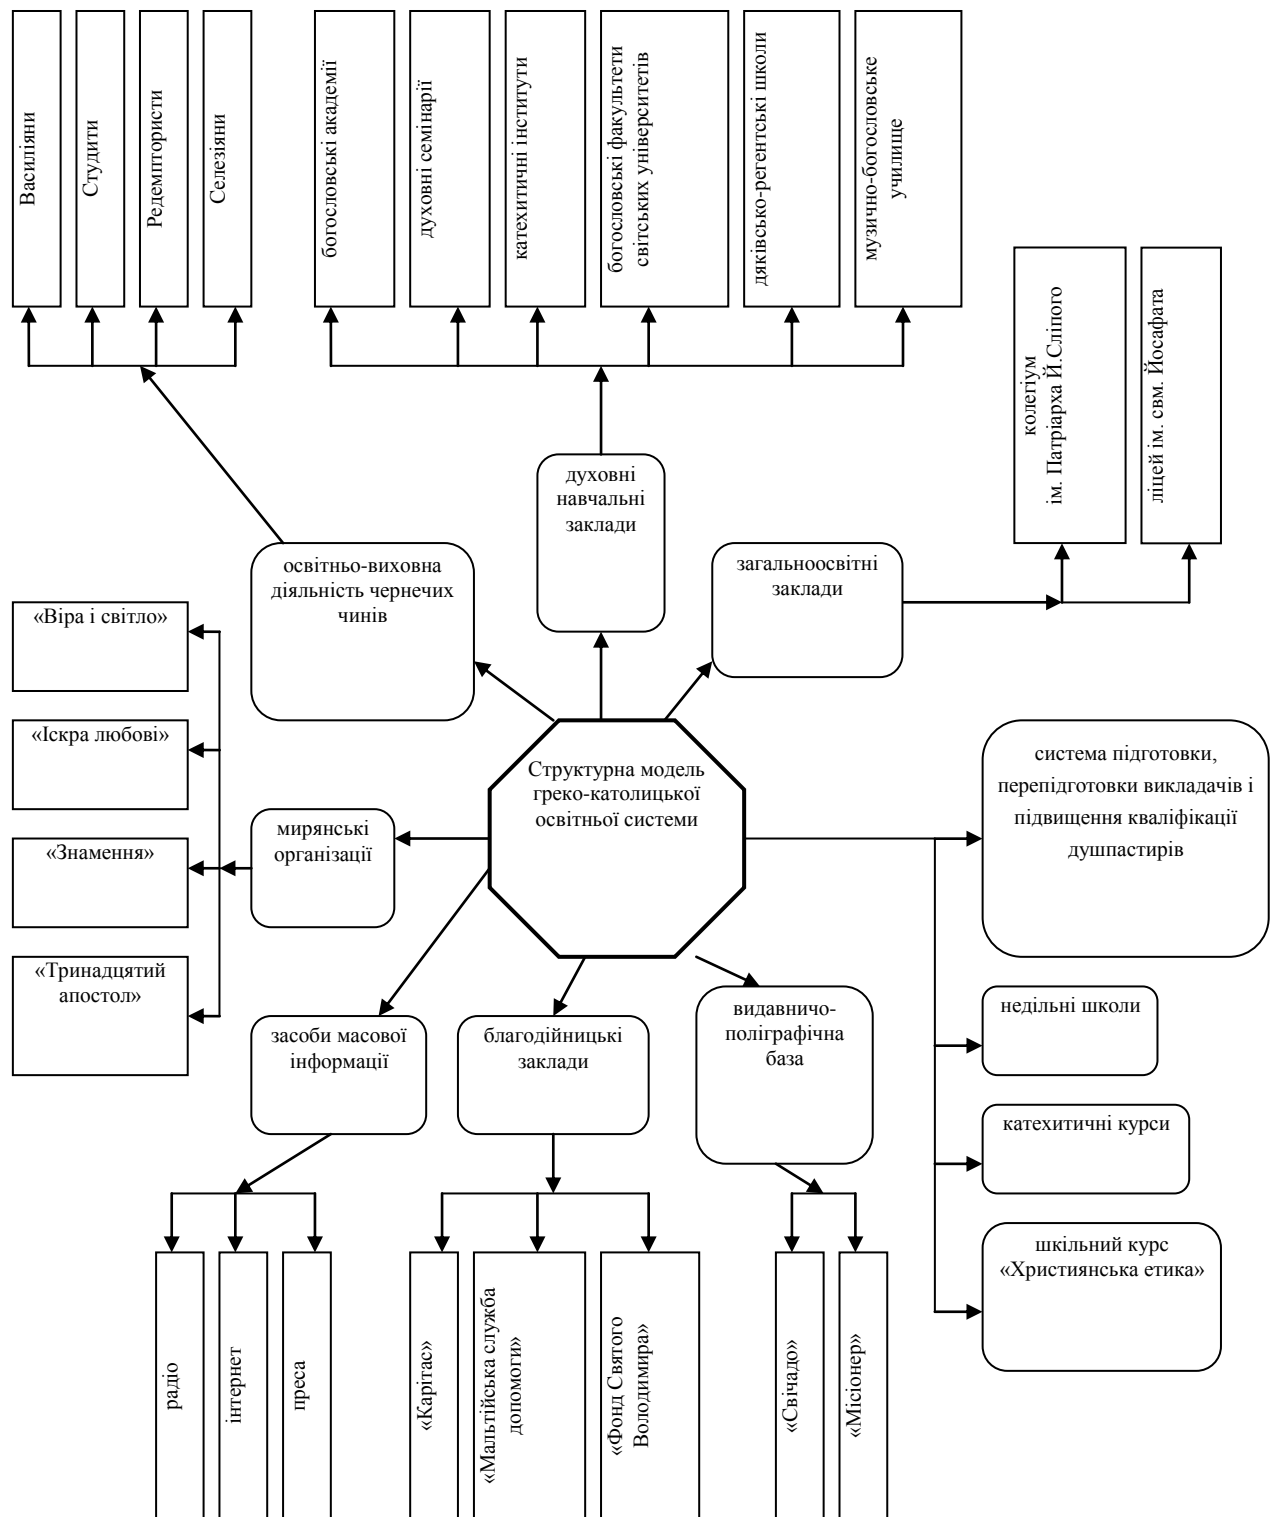 Василіяни
Студити
Редемптористи
Селезіяни
богословські академії
духовні семінарії
катехитичні інститути
богословські факультети
світських університетів
дяківсько-регентські школи
музично-богословське
училище
колегіум
ім. Патріарха Й.Сліпого
ліцей ім. свм. Йосафата
духовні
навчальні
заклади
освітньо-виховна
діяльність чернечих
чинів
загальноосвітні
заклади
«Віра і світло»
«Іскра любові»
«Знамення»
«Тринадцятий
апостол»
мирянські
організації
Структурна модель
греко-католицької
освітньої системи
система підготовки,
перепідготовки викладачів і
підвищення кваліфікації
душпастирів
недільні школи
катехитичні курси
шкільний курс
«Християнська етика»
засоби масової
інформації
благодійницькі
заклади
видавничо-
поліграфічна
база
радіо
інтернет
преса
«Карітас»
«Мальтійська служба
допомоги»
«Фонд Святого
Володимира»
«Свічадо»
«Місіонер»